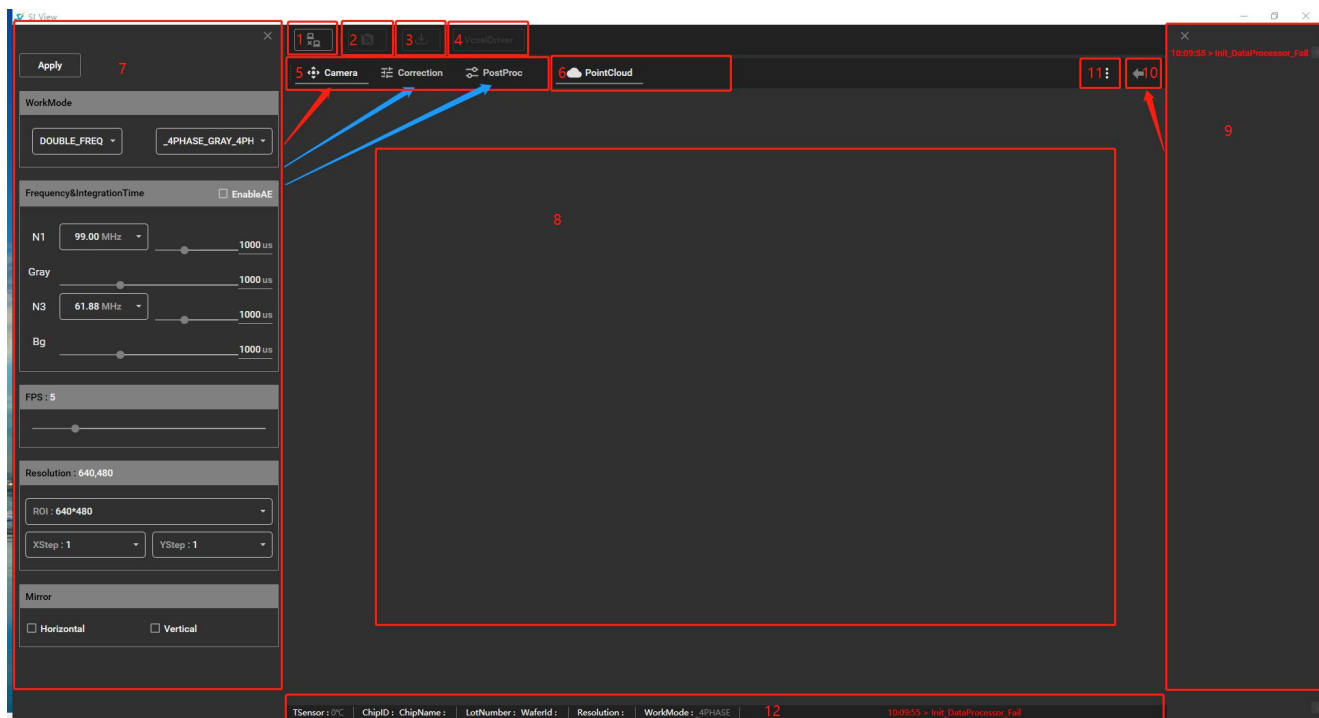 SI View
Apply
7
WorkMode
DOUBLE_FREQ
_4PHASE_GRAY_4PH
Frequency&IntegrationTime
EnableAE
N1
99.00 MHz
1000 us
Gray
1000 us
N3
61.88 MHz
1000 us
Bg
1000 us
FPS : 5
Resolution : 640,480
ROI : 640*480
XStep : 1
YStep : 1
Mirror
Horizontal
Vertical
1
2
3
4
VoxelDriver
5
Camera
Correction
PostProc
6
PointCloud
11
10
8
10:09:55 > Init_DataProcessor_Fail
9
TSensor : 0°C
ChipID :
ChipName :
LotNumber :
WaferId :
Resolution :
WorkMode : _4PHASE
12
10:09:55 > Init_DataProcessor_Fail